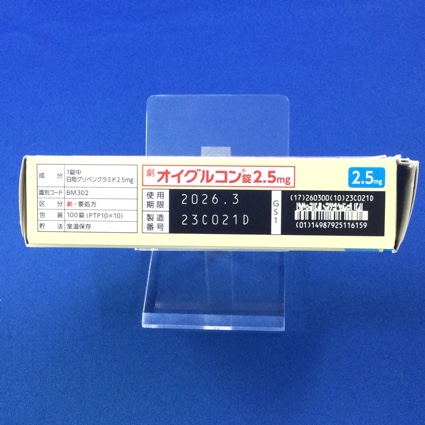 成 分 1錠中
日局グリベンクラミド2.5mg
識別コード BM302
区 分 劇・要処方
包 装 100錠 (PTP10×10)
貯 法 室温保存
劇 オイグルコン®錠2.5mg
使用期限 2026.3
製造番号 23C021D
GS1
2.5mg
(17)260300(10)23C021D
(01)14987925116159